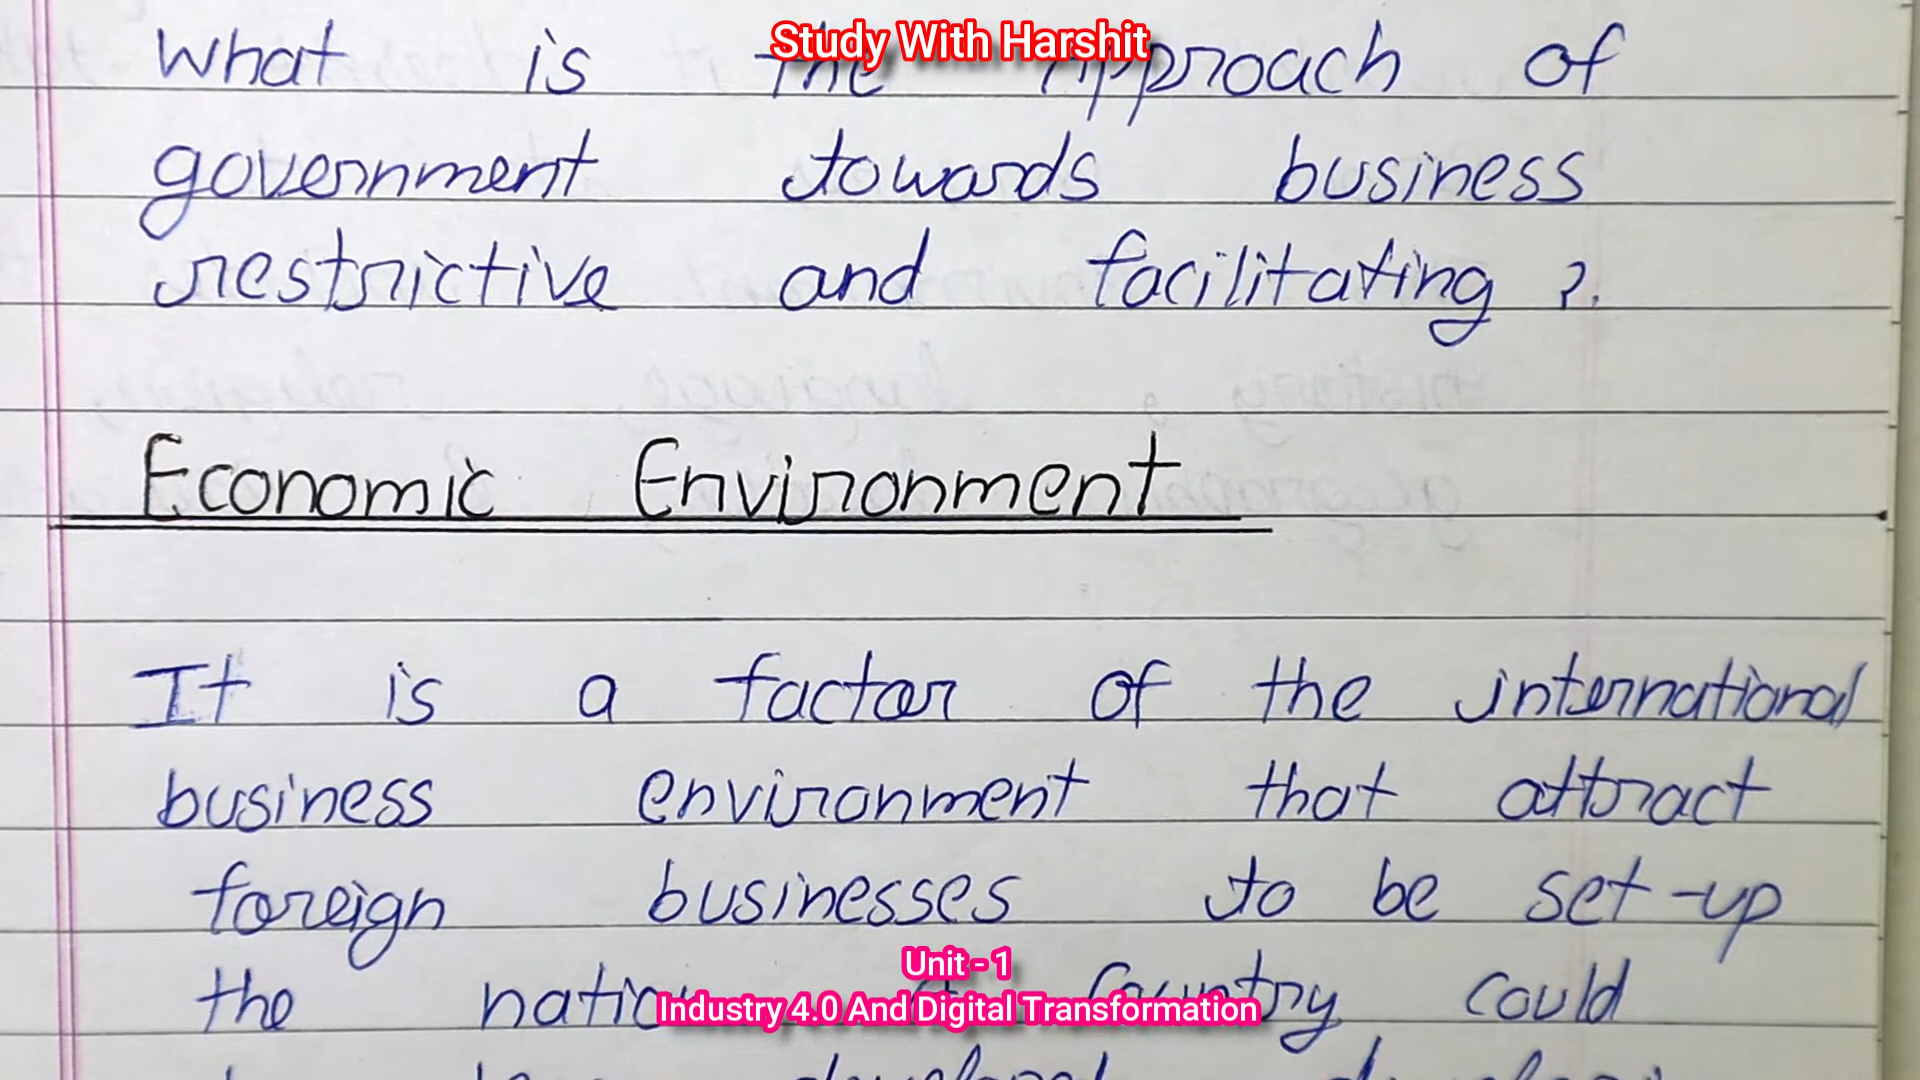 Study With Harshit
What is the Approach of
government towards business
restrictive and facilitating ?.
Economic Environment
It is a factor of the international
business environment that attract
foreign businesses to be set-up
Unit - 1
the Country could
Industry 4.0 And Digital Transformation